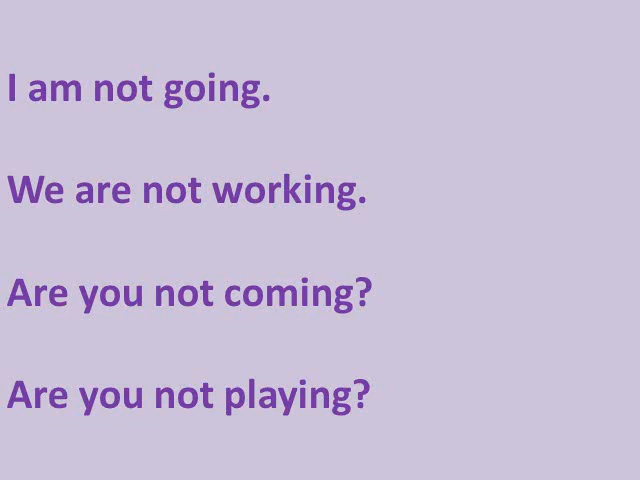 I am not going.
We are not working.
Are you not coming?
Are you not playing?